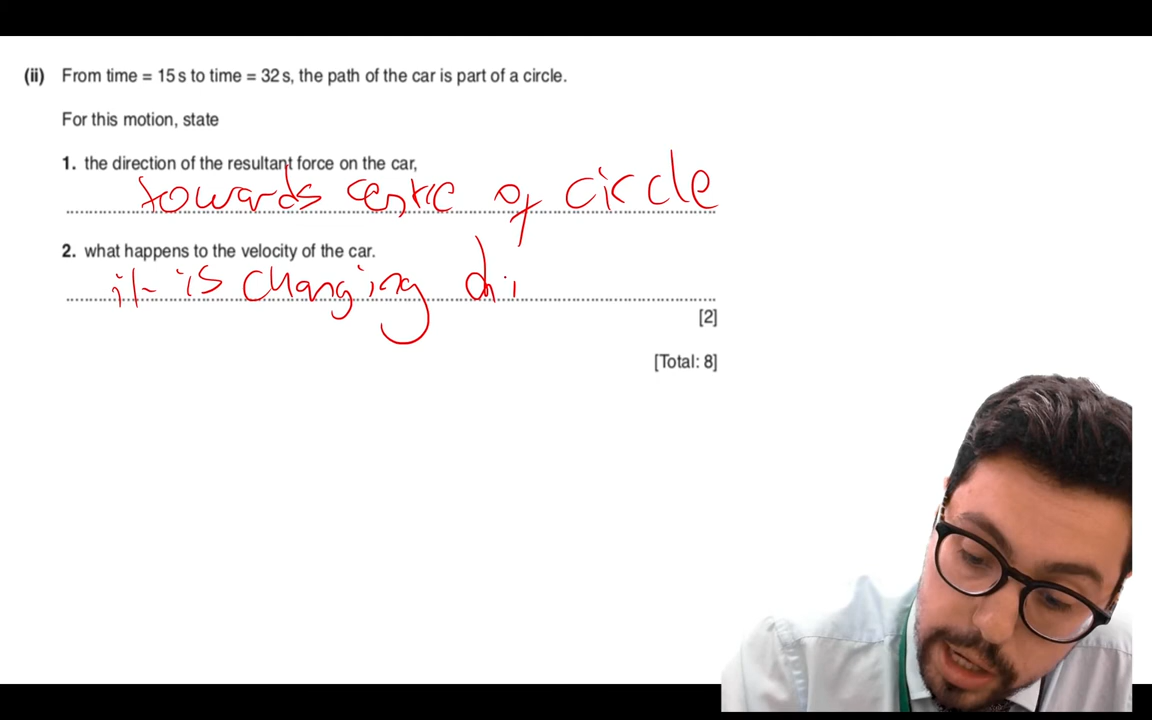 (ii) From time = 15 s to time = 32 s, the path of the car is part of a circle.
For this motion, state
1. the direction of the resultant force on the car,
towards centre of circle
2. what happens to the velocity of the car.
it is changing di
[2]
[Total: 8]